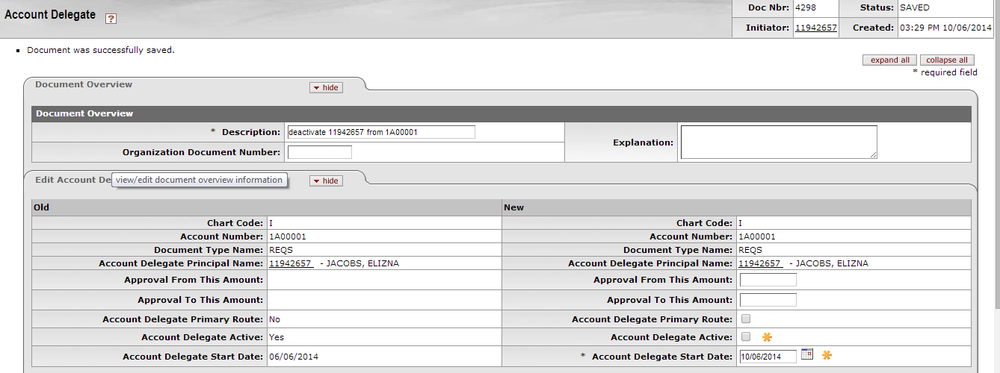 Account Delegate ?
Doc Nbr: 4298 Status: SAVED
Initiator: 11942657 Created: 03:29 PM 10/06/2014
Document was successfully saved.
expand all collapse all
* required field
Document Overview hide
Document Overview
* Description: deactivate 11942657 from 1A00001 Explanation:
Organization Document Number:
Edit Account De view/edit document overview information hide
Old New
Chart Code: I Chart Code: I
Account Number: 1A00001 Account Number: 1A00001
Document Type Name: REQS Document Type Name: REQS
Account Delegate Principal Name: 11942657 - JACOBS, ELIZNA Account Delegate Principal Name: 11942657 - JACOBS, ELIZNA
Approval From This Amount: Approval From This Amount:
Approval To This Amount: Approval To This Amount:
Account Delegate Primary Route: No Account Delegate Primary Route:
Account Delegate Active: Yes Account Delegate Active:
Account Delegate Start Date: 06/06/2014 * Account Delegate Start Date: 10/06/2014